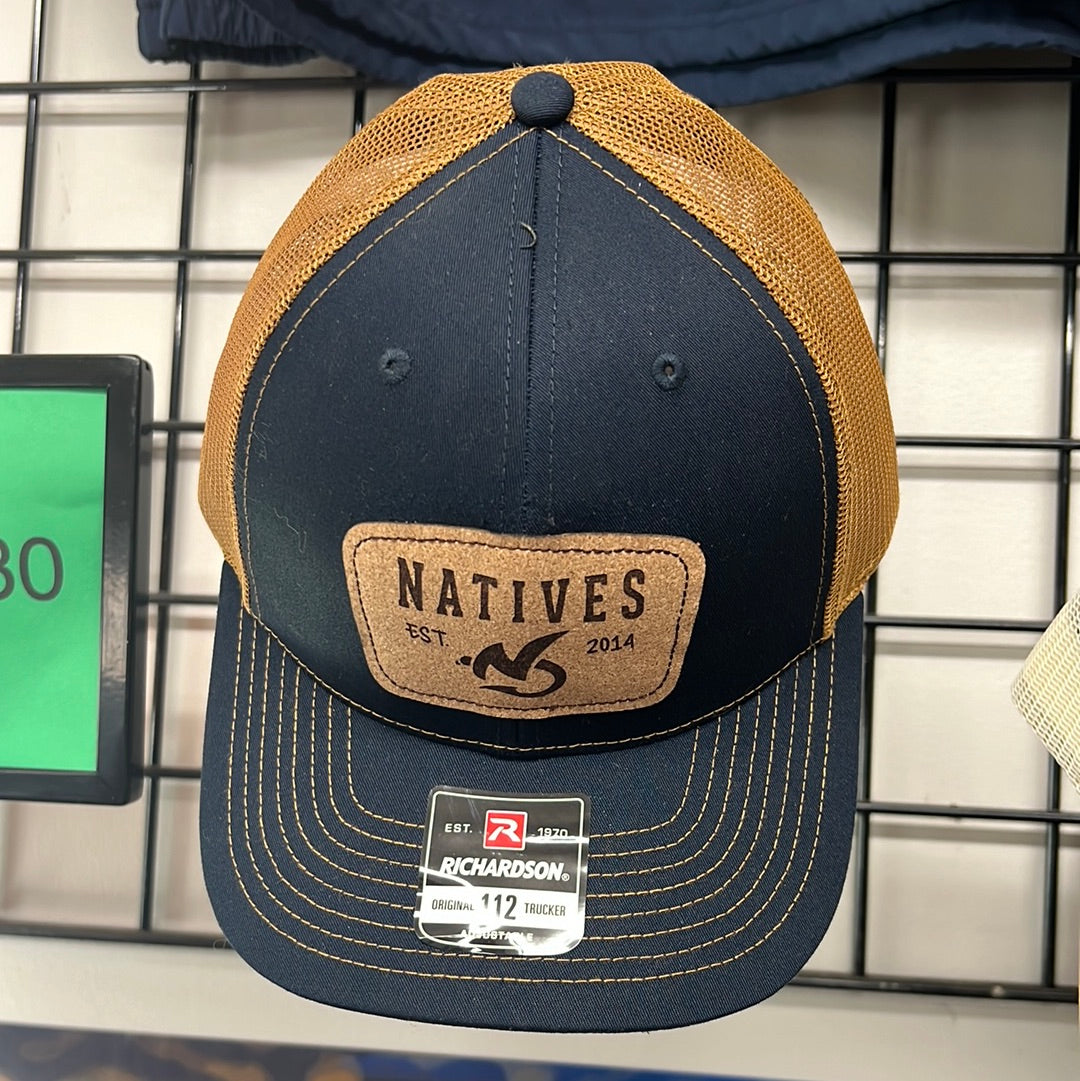 NATIVES
EST. 2014
EST. R 1970
RICHARDSON®
ORIGINAL 112 TRUCKER
ADJUSTABLE
30